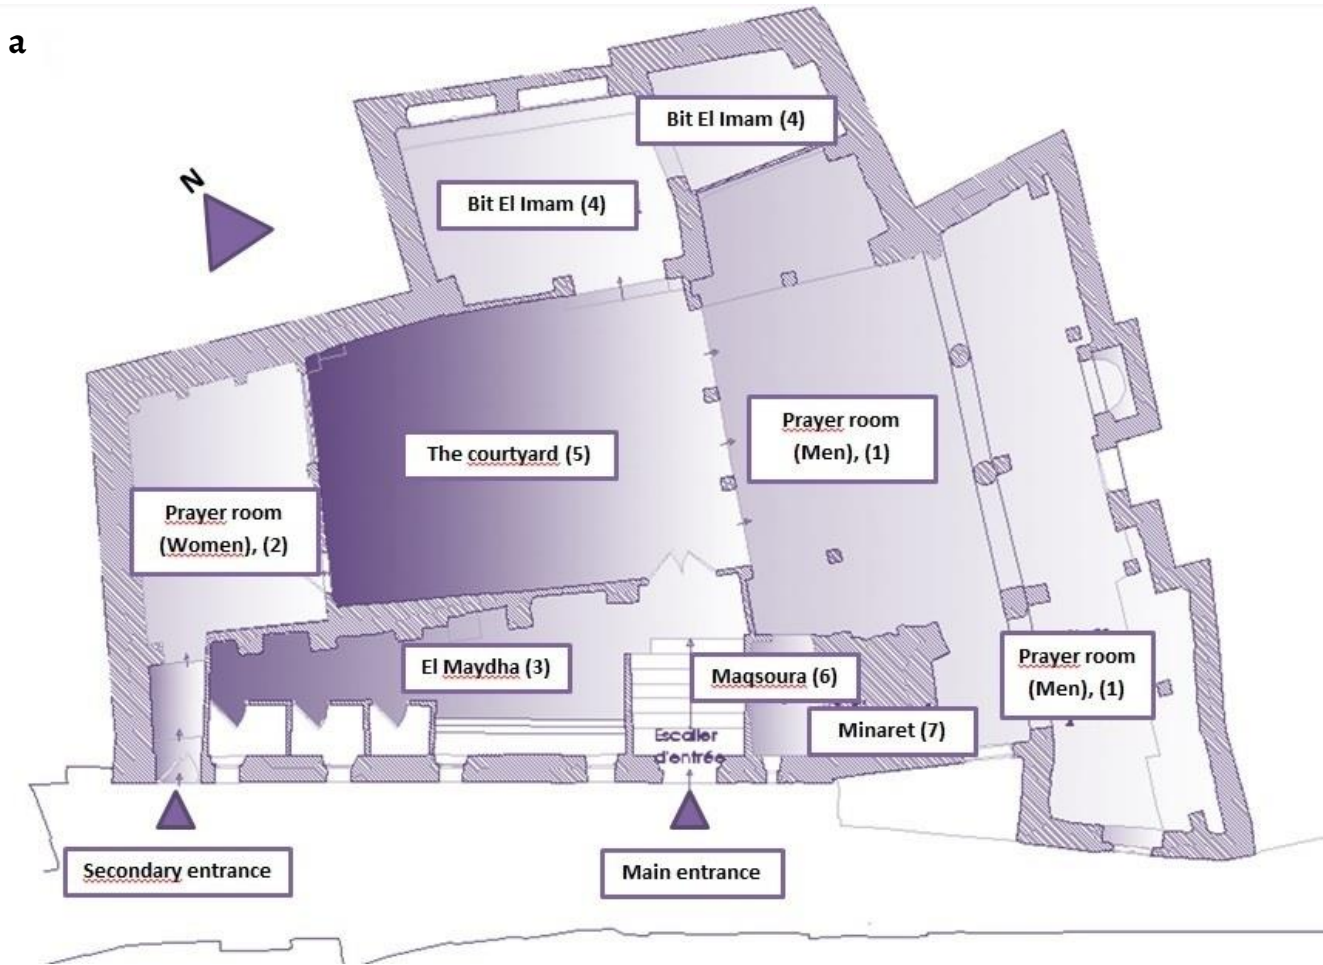 a
N
Bit El Imam (4)
Bit El Imam (4)
The courtyard (5)
Prayer room
(Men), (1)
Prayer room
(Women), (2)
El Maydha (3)
Maqsoura (6)
Prayer room
(Men), (1)
Minaret (7)
Escalier
d'entrée
Secondary entrance
Main entrance